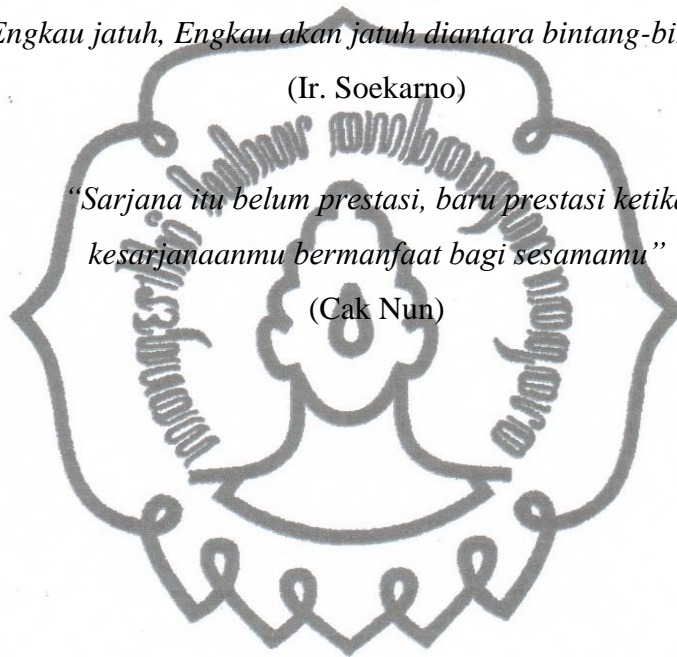 Engkau jatuh, Engkau akan jatuh diantara bintang-bi
(Ir. Soekarno)
“Sarjana itu belum prestasi, baru prestasi ketika
kesarjanaanmu bermanfaat bagi sesamamu”
(Cak Nun)